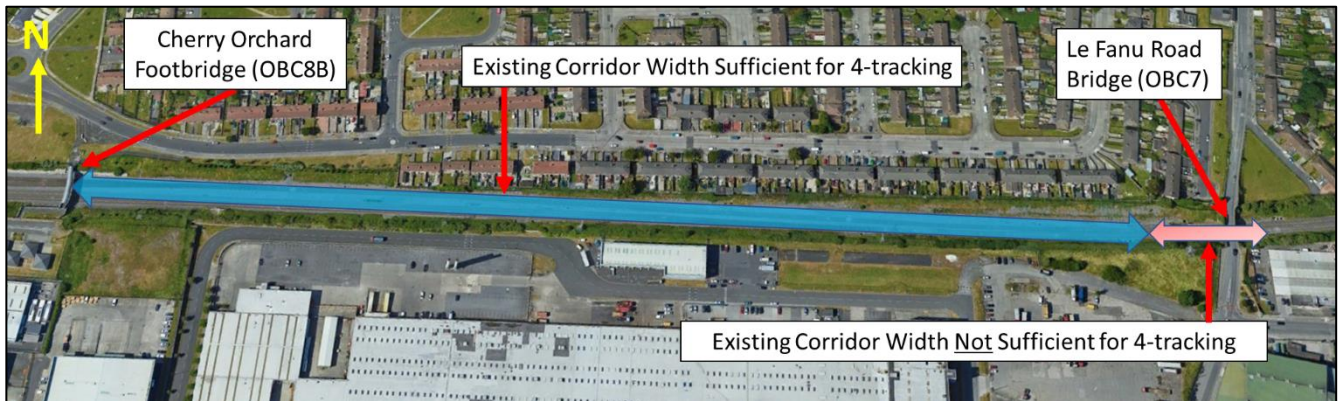 N
Cherry Orchard
Footbridge (OBC8B)
Existing Corridor Width Sufficient for 4-tracking
Le Fanu Road
Bridge (OBC7)
Existing Corridor Width Not Sufficient for 4-tracking